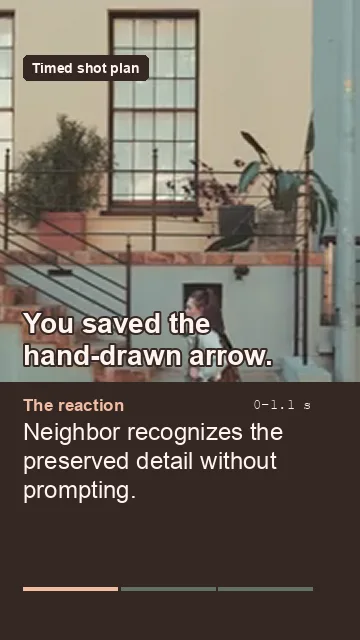 Timed shot plan
You saved the
hand-drawn arrow.
The reaction 0–1.1 s
Neighbor recognizes the
preserved detail without
prompting.